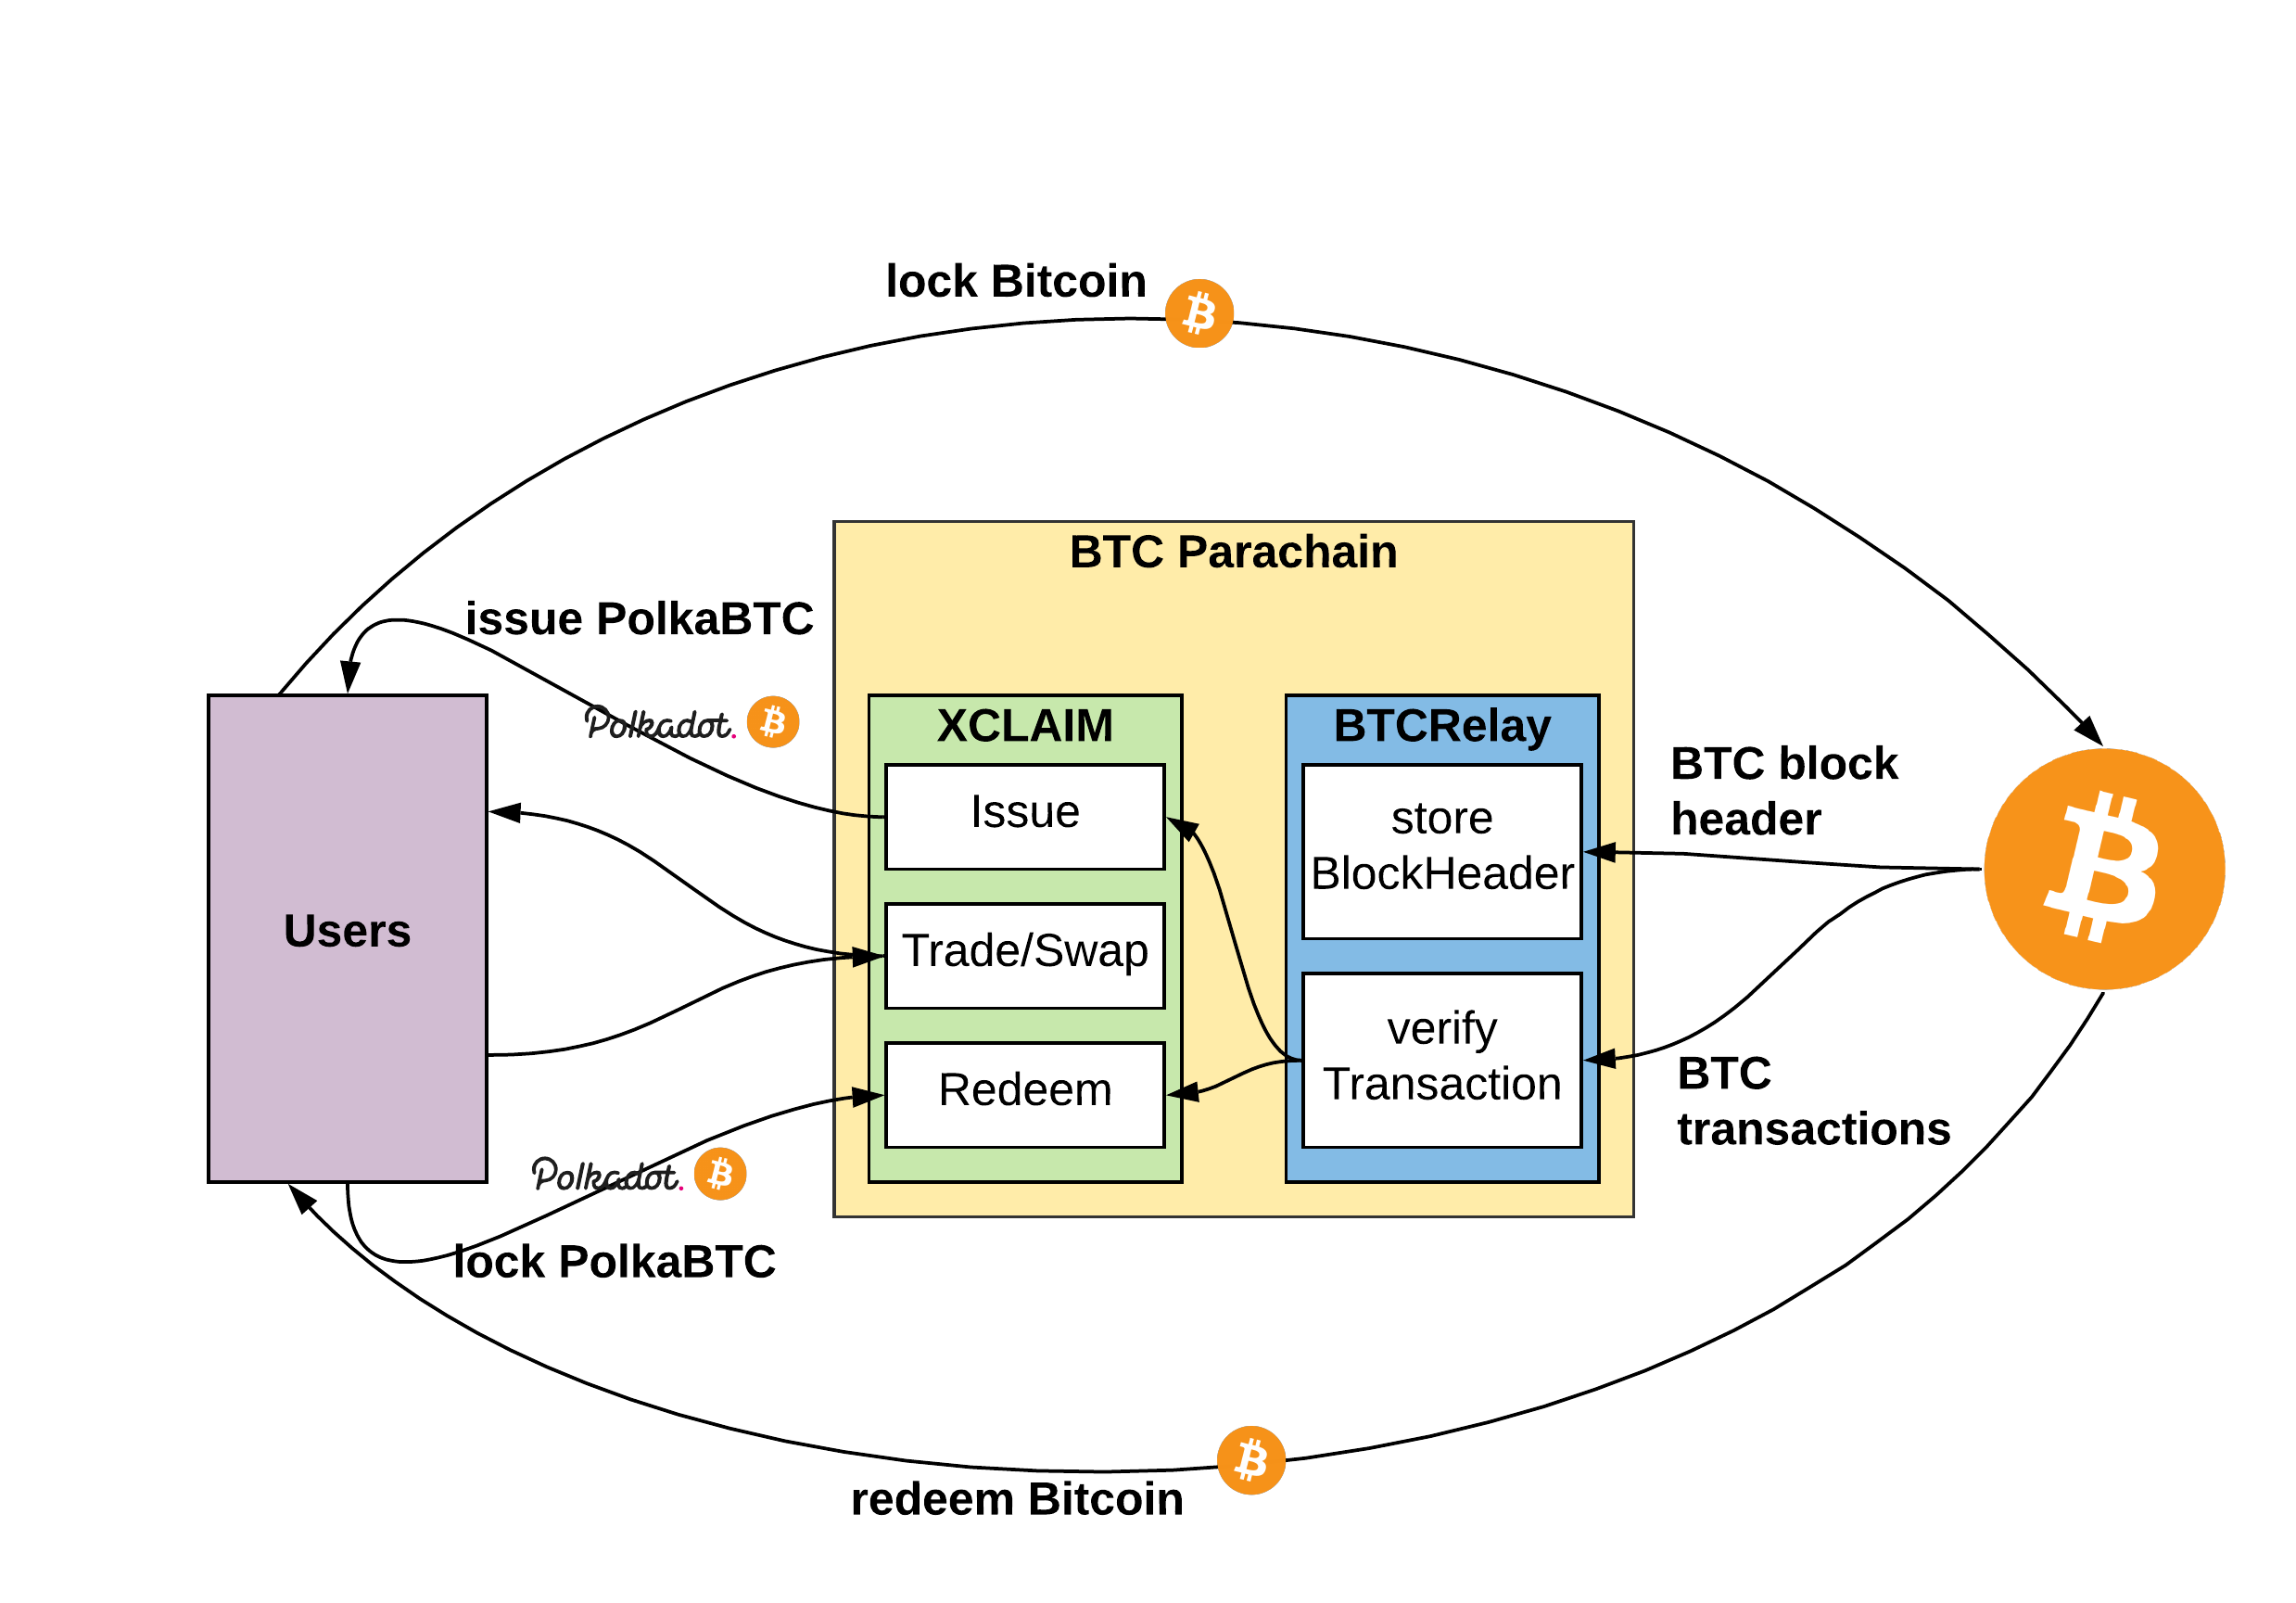 lock Bitcoin
BTC Parachain
issue PolkaBTC
Polkadot.
XCLAIM
BTCRelay
BTC block
header
Issue
store
BlockHeader
Users
Trade/Swap
verify
Transaction
Redeem
BTC
transactions
Polkadot.
lock PolkaBTC
redeem Bitcoin